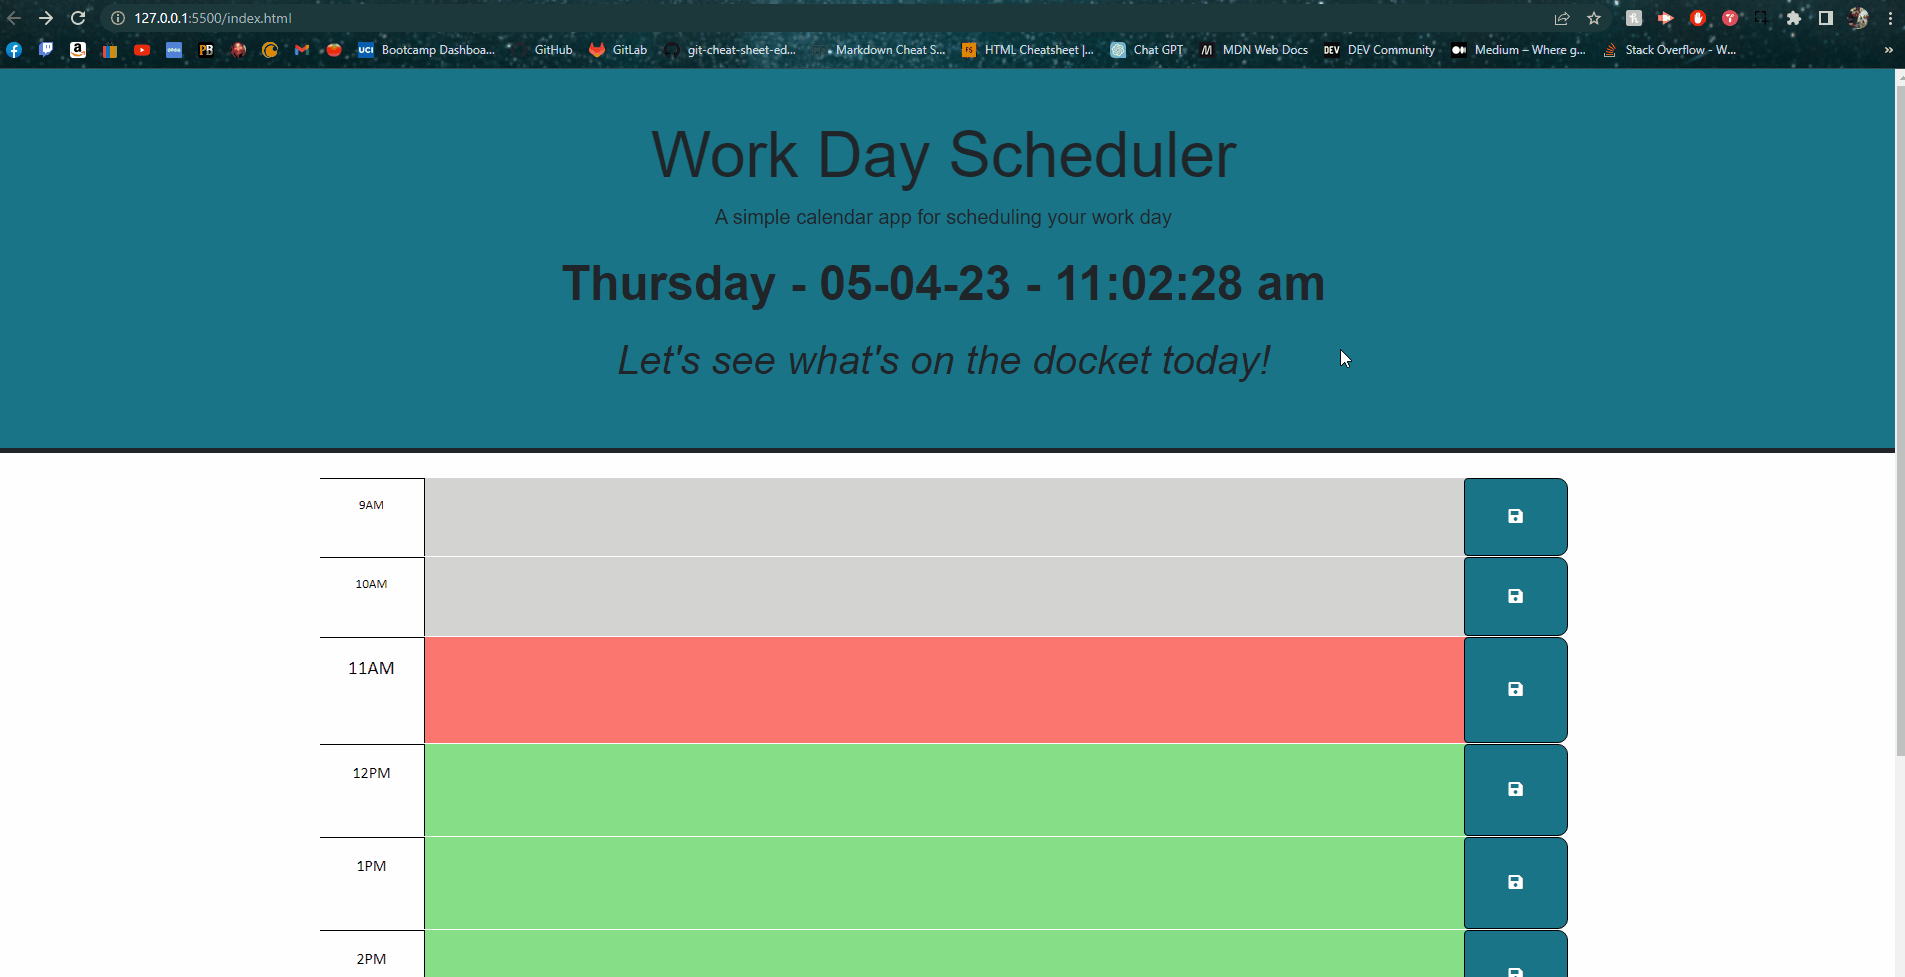 127.0.0.1:5500/index.html
UCI Bootcamp Dashboa... GitHub GitLab git-cheat-sheet-ed... Markdown Cheat S... FS HTML Cheatsheet |... Chat GPT MDN Web Docs DEV DEV Community Medium – Where g... Stack Overflow - W... »
Work Day Scheduler
A simple calendar app for scheduling your work day
Thursday - 05-04-23 - 11:02:28 am
Let's see what's on the docket today!
9AM
10AM
11AM
12PM
1PM
2PM